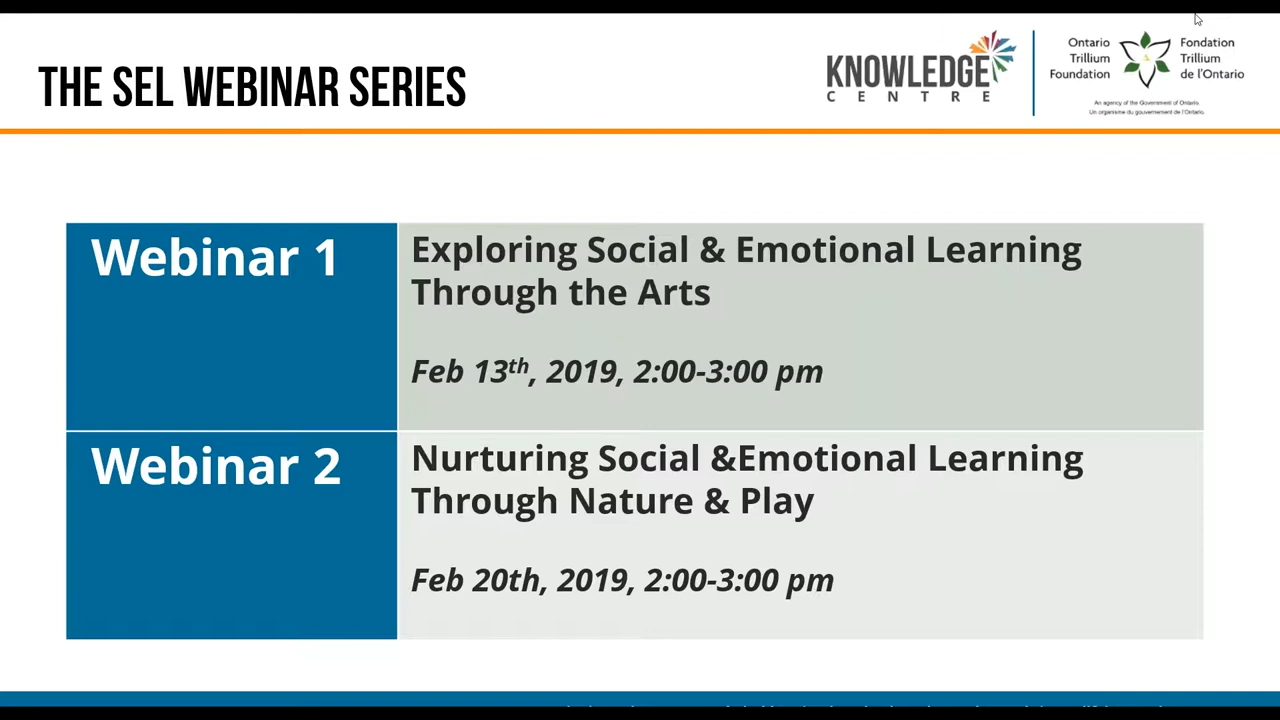 THE SEL WEBINAR SERIES
KNOWLEDGE
CENTRE
Ontario
Trillium
Foundation
Fondation
Trillium
de l'Ontario
An agency of the Government of Ontario.
Un organisme du gouvernement de l'Ontario.
Webinar 1
Exploring Social & Emotional Learning
Through the Arts
Feb 13th, 2019, 2:00-3:00 pm
Webinar 2
Nurturing Social &Emotional Learning
Through Nature & Play
Feb 20th, 2019, 2:00-3:00 pm